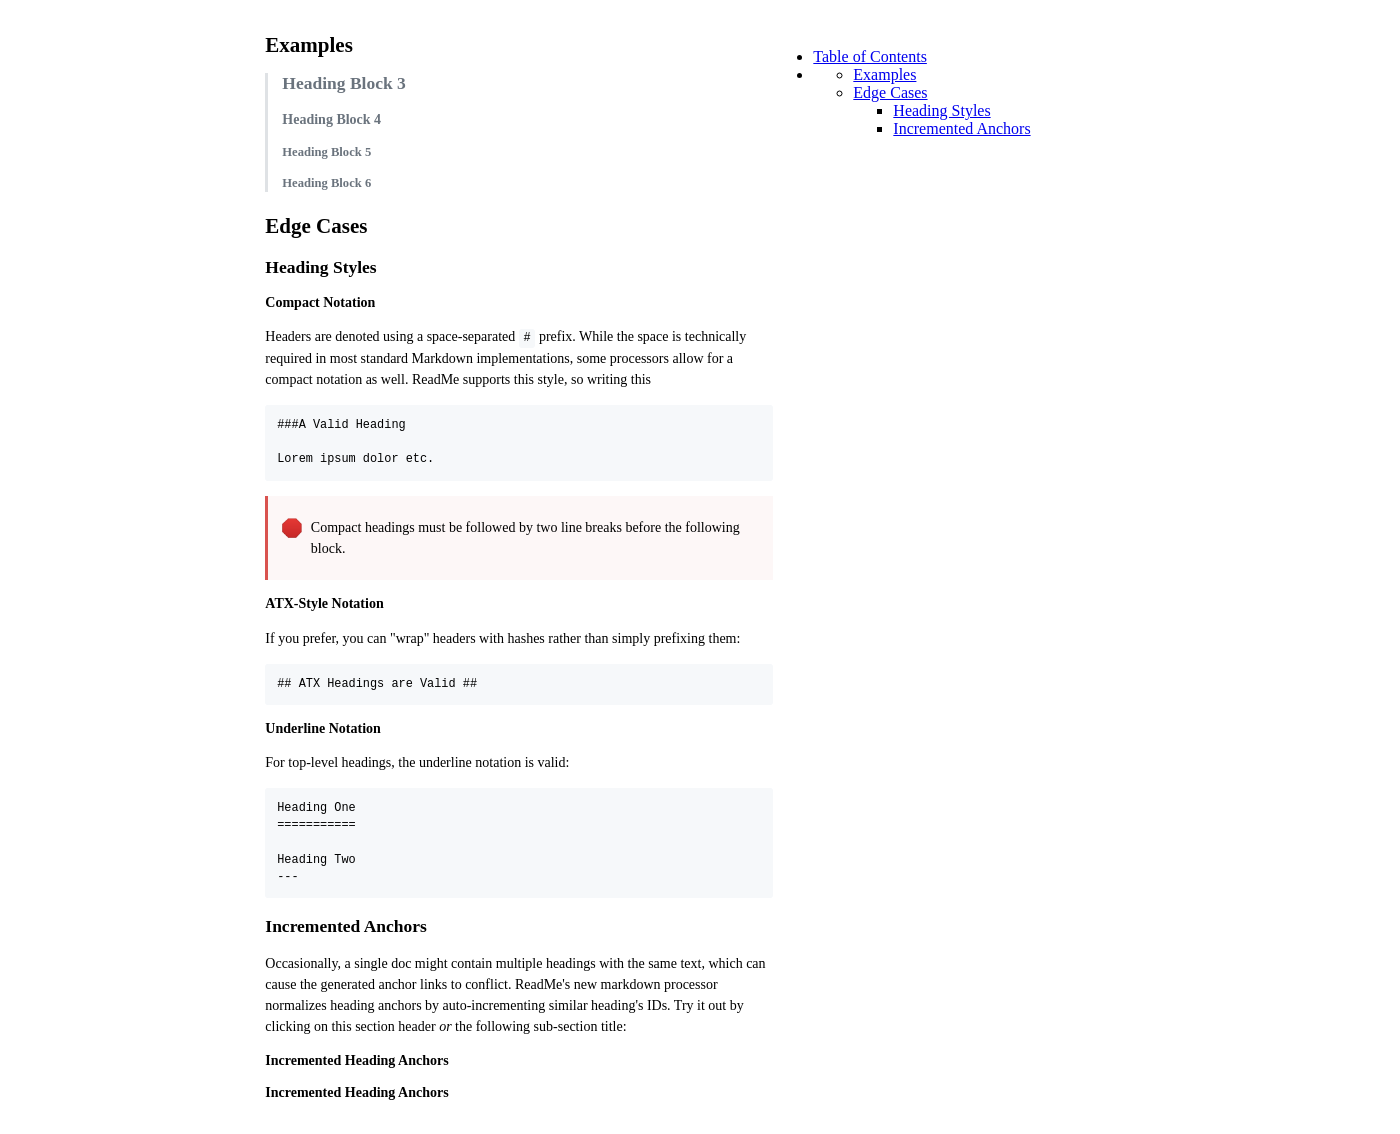 Examples
Heading Block 3
Heading Block 4
Heading Block 5
Heading Block 6
Edge Cases
Heading Styles
Compact Notation
Headers are denoted using a space-separated # prefix. While the space is technically
required in most standard Markdown implementations, some processors allow for a
compact notation as well. ReadMe supports this style, so writing this
###A Valid Heading
Lorem ipsum dolor etc.
Compact headings must be followed by two line breaks before the following
block.
ATX-Style Notation
If you prefer, you can "wrap" headers with hashes rather than simply prefixing them:
## ATX Headings are Valid ##
Underline Notation
For top-level headings, the underline notation is valid:
Heading One
===========
Heading Two
---
Incremented Anchors
Occasionally, a single doc might contain multiple headings with the same text, which can
cause the generated anchor links to conflict. ReadMe's new markdown processor
normalizes heading anchors by auto-incrementing similar heading's IDs. Try it out by
clicking on this section header or the following sub-section title:
Incremented Heading Anchors
Incremented Heading Anchors
Table of Contents
Examples
Edge Cases
Heading Styles
Incremented Anchors